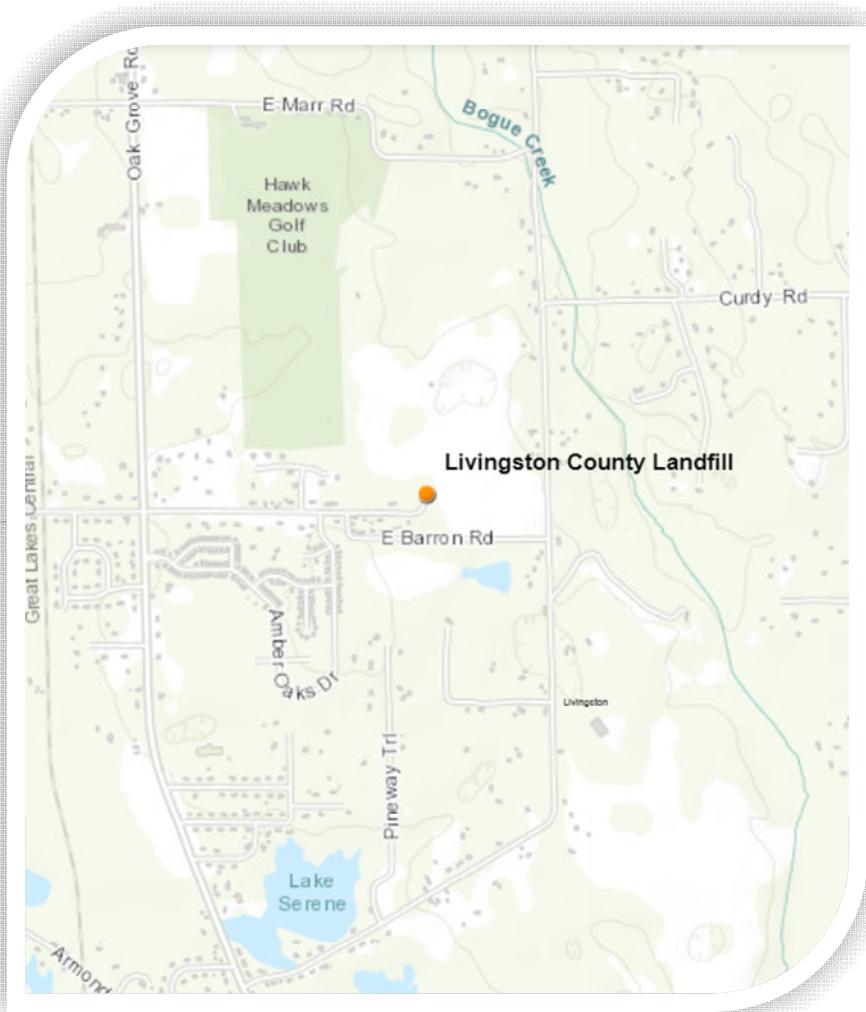 Oak Grove Rd
E Marr Rd
Bogue Creek
Hawk
Meadows
Golf
Club
Curdy Rd
Great Lakes Central
Livingston County Landfill
E Barron Rd
Amber Oaks Dr
Livingston
Pineway Trl
Lake
Serene
Armond